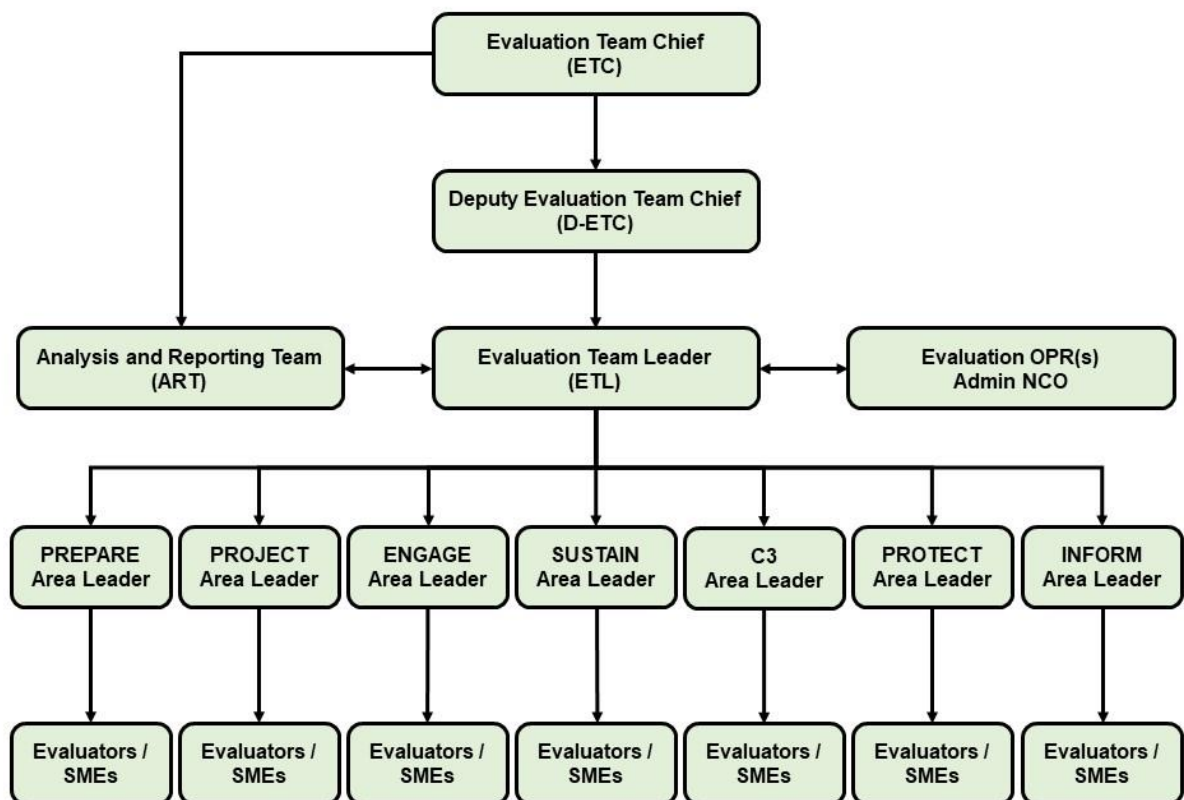 Evaluation Team Chief
(ETC)
Deputy Evaluation Team Chief
(D-ETC)
Analysis and Reporting Team
(ART)
Evaluation Team Leader
(ETL)
Evaluation OPR(s)
Admin NCO
PREPARE
Area Leader
PROJECT
Area Leader
ENGAGE
Area Leader
SUSTAIN
Area Leader
C3
Area Leader
PROTECT
Area Leader
INFORM
Area Leader
Evaluators /
SMEs
Evaluators /
SMEs
Evaluators /
SMEs
Evaluators /
SMEs
Evaluators /
SMEs
Evaluators /
SMEs
Evaluators /
SMEs